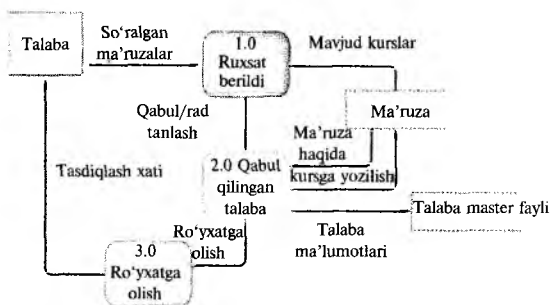 Talaba
So‘ralgan
ma’ruzalar
1.0
Ruxsat
berildi
Mavjud kurslar
Ma’ruza
Qabul/rad
tanlash
Ma’ruza
haqida
kursga yozilish
Tasdiqlash xati
2.0 Qabul
qilingan
talaba
Talaba master fayli
Talaba
ma’lumotlari
Ro‘yxatga
olish
3.0
Ro‘yxatga
olish